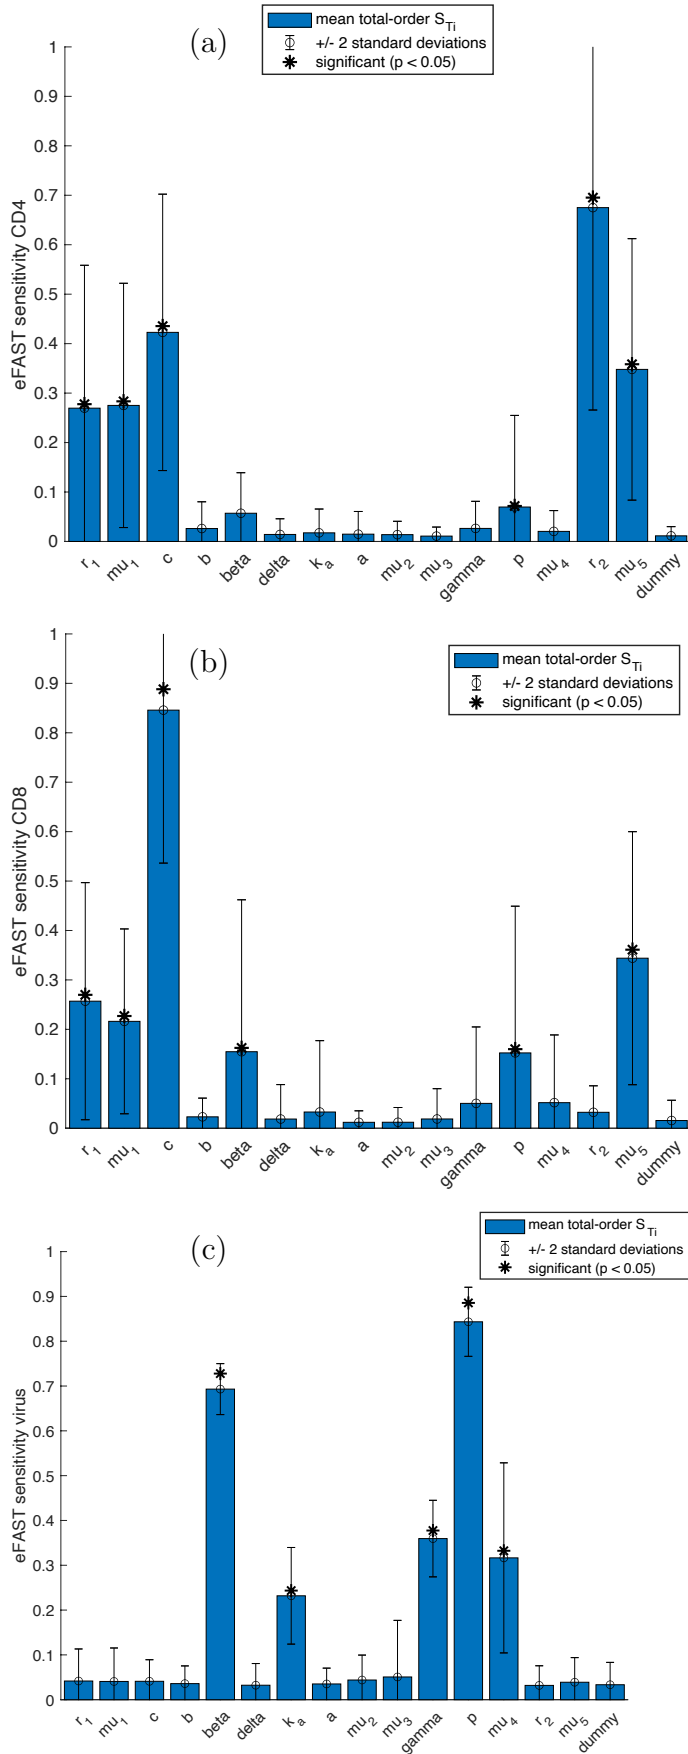 (a)
mean total-order S_Ti
+/- 2 standard deviations
significant (p < 0.05)
eFAST sensitivity CD4
1
0.9
0.8
0.7
0.6
0.5
0.4
0.3
0.2
0.1
0
r_1 mu_1 c b beta delta k_a a mu_2 mu_3 gamma p mu_4 r_2 mu_5 dummy
(b)
mean total-order S_Ti
+/- 2 standard deviations
significant (p < 0.05)
eFAST sensitivity CD8
1
0.9
0.8
0.7
0.6
0.5
0.4
0.3
0.2
0.1
0
r_1 mu_1 c b beta delta k_a a mu_2 mu_3 gamma p mu_4 r_2 mu_5 dummy
(c)
mean total-order S_Ti
+/- 2 standard deviations
significant (p < 0.05)
eFAST sensitivity virus
1
0.9
0.8
0.7
0.6
0.5
0.4
0.3
0.2
0.1
0
r_1 mu_1 c b beta delta k_a a mu_2 mu_3 gamma p mu_4 r_2 mu_5 dummy